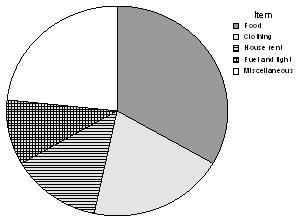 Item
Food
Clothing
House rent
Fuel and light
Miscellaneous